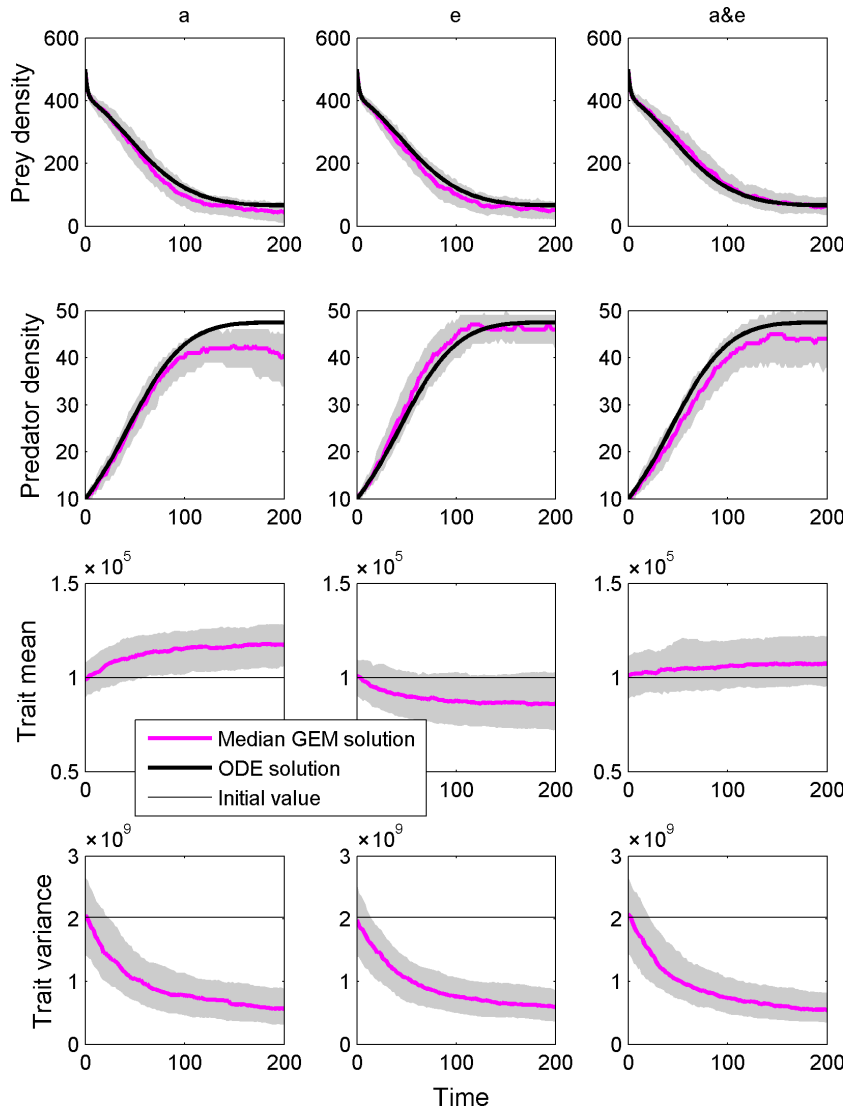 a e a&e
600 600 600
400 400 400
200 200 200
0 0 0
0 100 200 0 100 200 0 100 200
Prey density
50 50 50
40 40 40
30 30 30
20 20 20
10 10 10
0 100 200 0 100 200 0 100 200
Predator density
× 10^5 × 10^5 × 10^5
1.5 1.5 1.5
1 1 1
0.5 0.5 0.5
0 100 200 0 100 200 0 100 200
Trait mean
Median GEM solution
ODE solution
Initial value
×10^9 ×10^9 ×10^9
3 3 3
2 2 2
1 1 1
0 0 0
0 100 200 0 100 200 0 100 200
Trait variance
Time